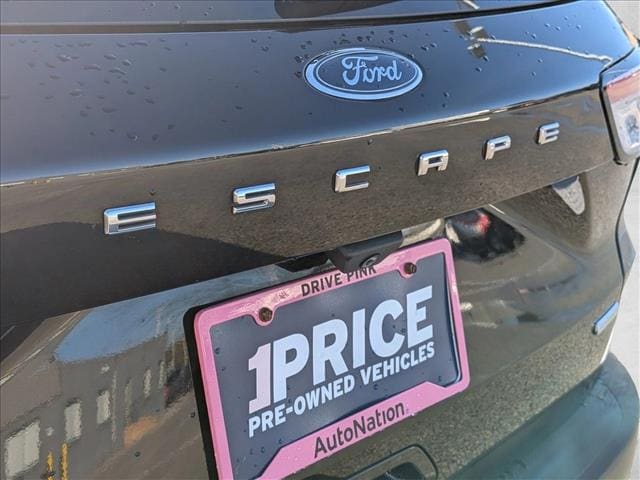 Ford
ESCAPE
DRIVE PINK
1PRICE
PRE-OWNED VEHICLES
AutoNation